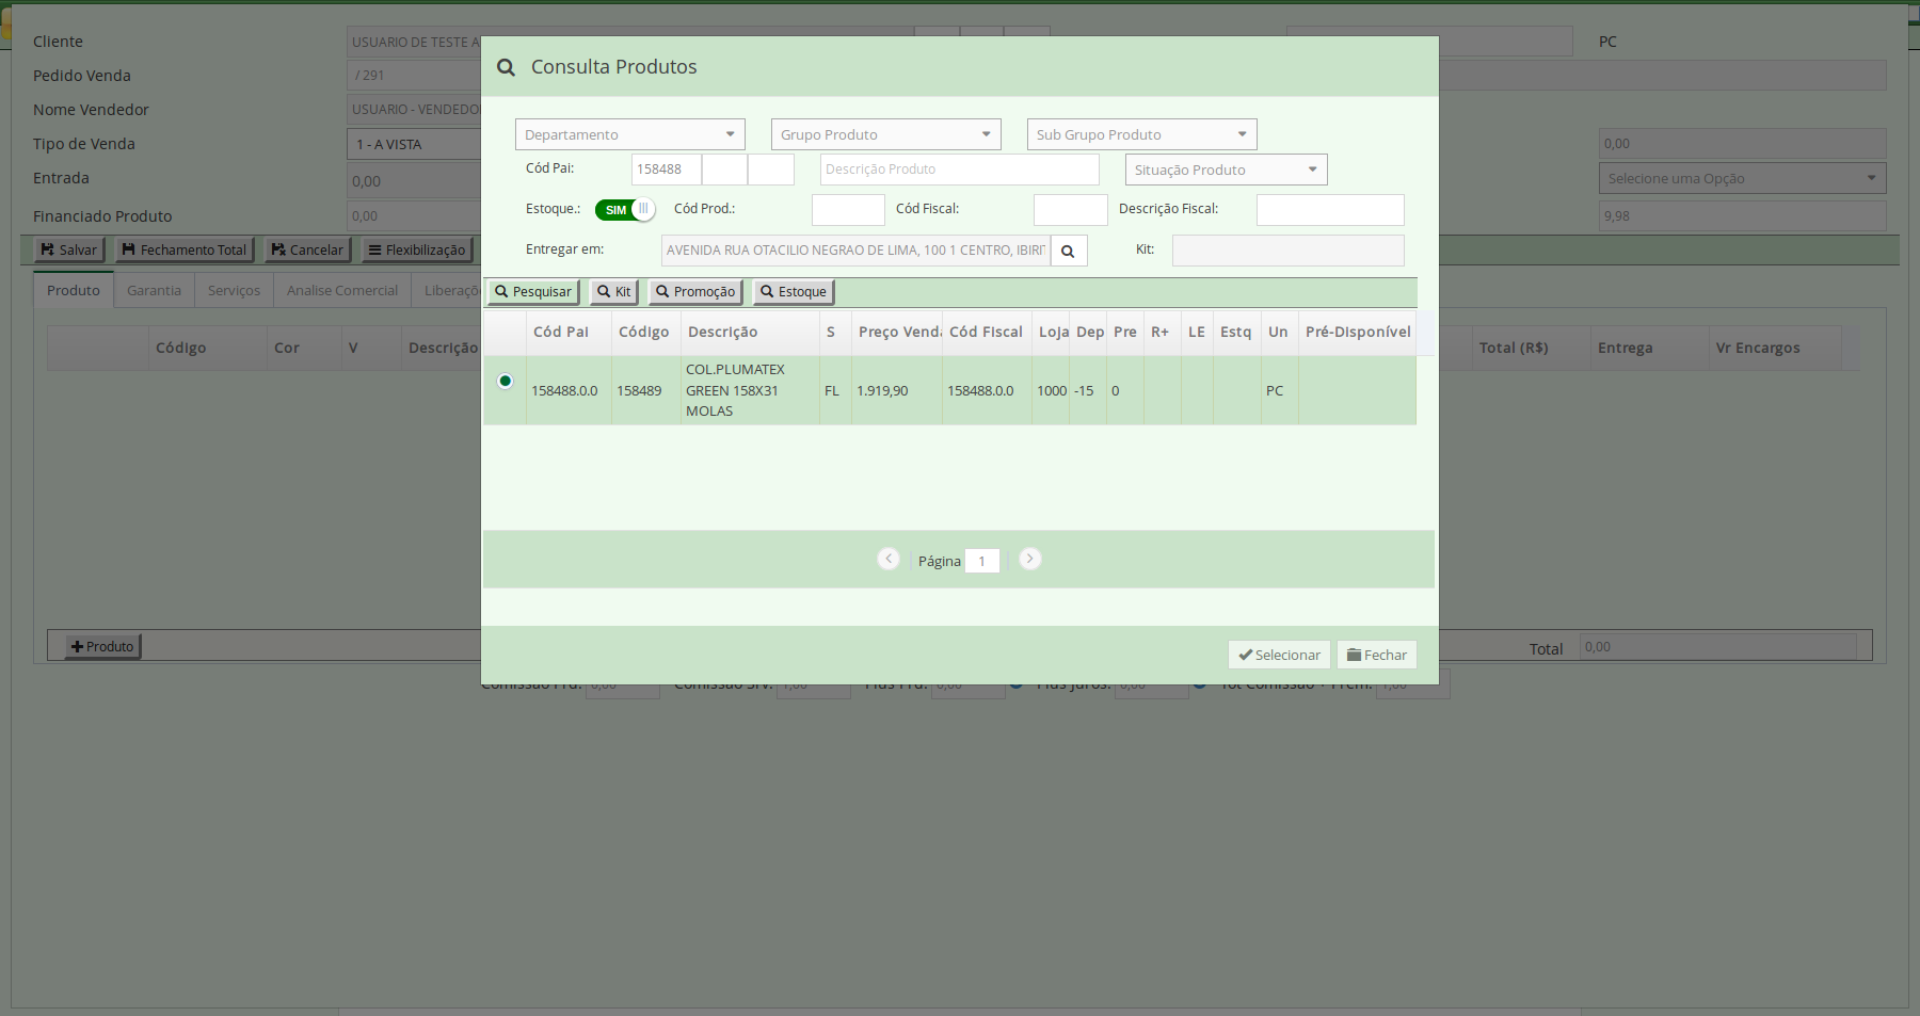 Cliente
USUARIO DE TESTE A
PC
Pedido Venda
/ 291
Nome Vendedor
USUARIO - VENDEDO
Tipo de Venda
1 - A VISTA
0,00
Entrada
0,00
Selecione uma Opção
Financiado Produto
0,00
9,98
Salvar
Fechamento Total
Cancelar
Flexibilização
Produto
Garantia
Serviços
Analise Comercial
Liberaçõ
Código
Cor
V
Descrição
Total (R$)
Entrega
Vr Encargos
Produto
Total
0,00
Consulta Produtos
Departamento
Grupo Produto
Sub Grupo Produto
Cód Pai:
158488
Descrição Produto
Situação Produto
Estoque.:
SIM
Cód Prod.:
Cód Fiscal:
Descrição Fiscal:
Entregar em:
AVENIDA RUA OTACILIO NEGRAO DE LIMA, 100 1 CENTRO, IBIRI
Kit:
Pesquisar
Kit
Promoção
Estoque
Cód Pai
Código
Descrição
S
Preço Venda
Cód Fiscal
Loja
Dep
Pre
R+
LE
Estq
Un
Pré-Disponível
158488.0.0
158489
COL.PLUMATEX
GREEN 158X31
MOLAS
FL
1.919,90
158488.0.0
1000
-15
0
PC
Página
1
Selecionar
Fechar